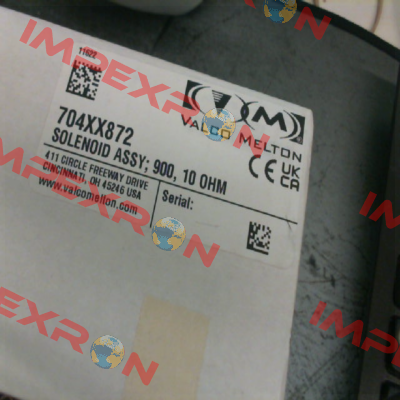 IMPEXRON
11622
VALCO MELTON
704XX872
SOLENOID ASSY; 900, 10 OHM
411 CIRCLE FREEWAY DRIVE
CINCINNATI, OH 45246 USA
www.valcomelton.com
Serial:
CE UK
CA
IMPEXRON
IMPEXRON
IMPEXRON